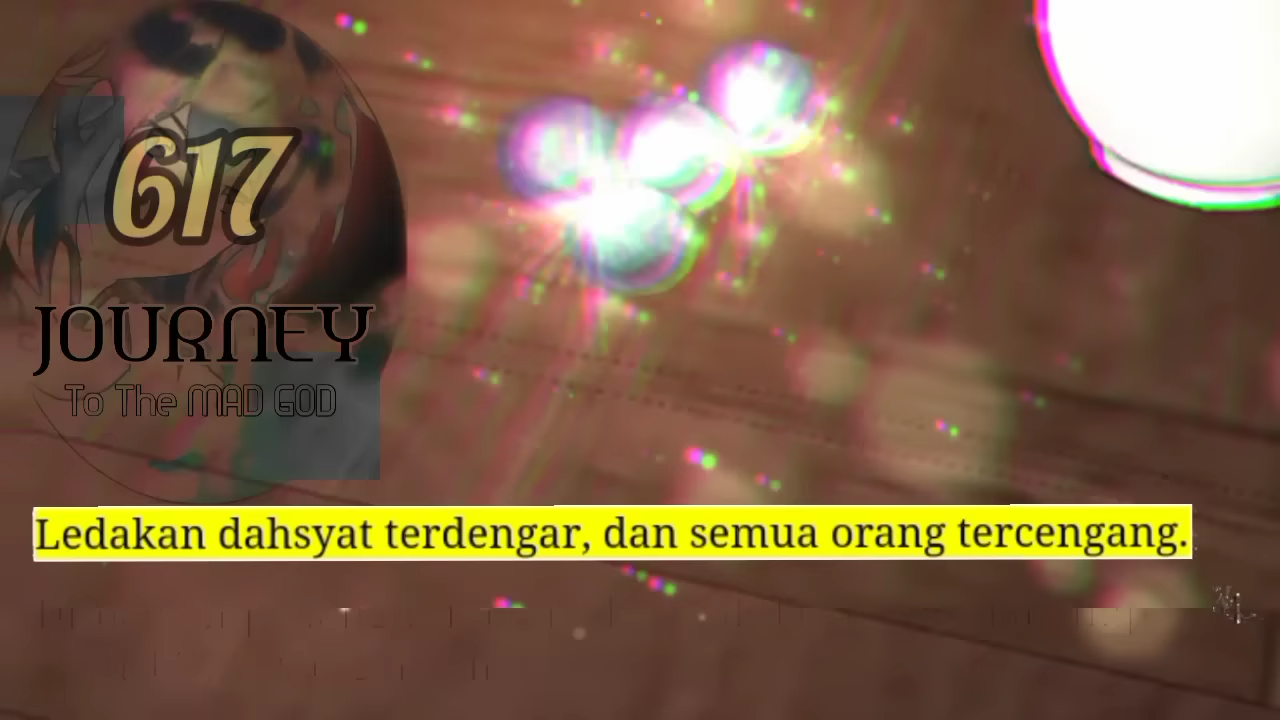 617
JOURNEY
To The MAD GOD
Ledakan dahsyat terdengar, dan semua orang tercengang.